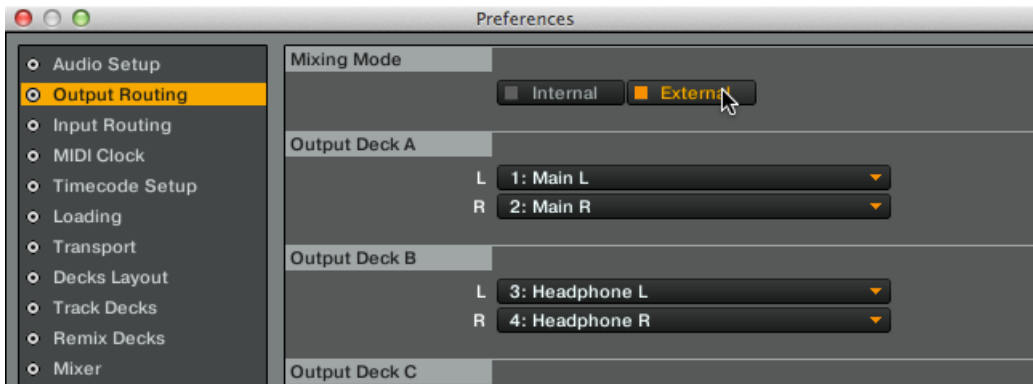 Preferences
Audio Setup
Output Routing
Input Routing
MIDI Clock
Timecode Setup
Loading
Transport
Decks Layout
Track Decks
Remix Decks
Mixer
Mixing Mode
Internal
External
Output Deck A
L 1: Main L
R 2: Main R
Output Deck B
L 3: Headphone L
R 4: Headphone R
Output Deck C